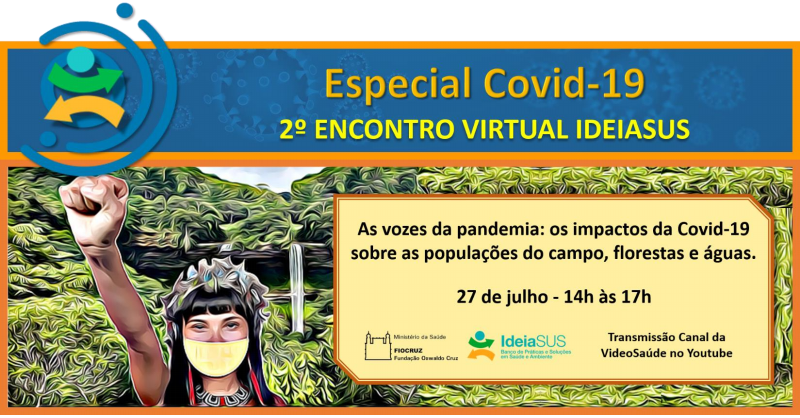 Especial Covid-19
2º ENCONTRO VIRTUAL IDEIASUS
As vozes da pandemia: os impactos da Covid-19
sobre as populações do campo, florestas e águas.
27 de julho - 14h às 17h
Ministério da Saúde
FIOCRUZ
Fundação Oswaldo Cruz
IdeiaSUS
Banco de Práticas e Soluções
em Saúde e Ambiente
Transmissão Canal da
VideoSaúde no Youtube